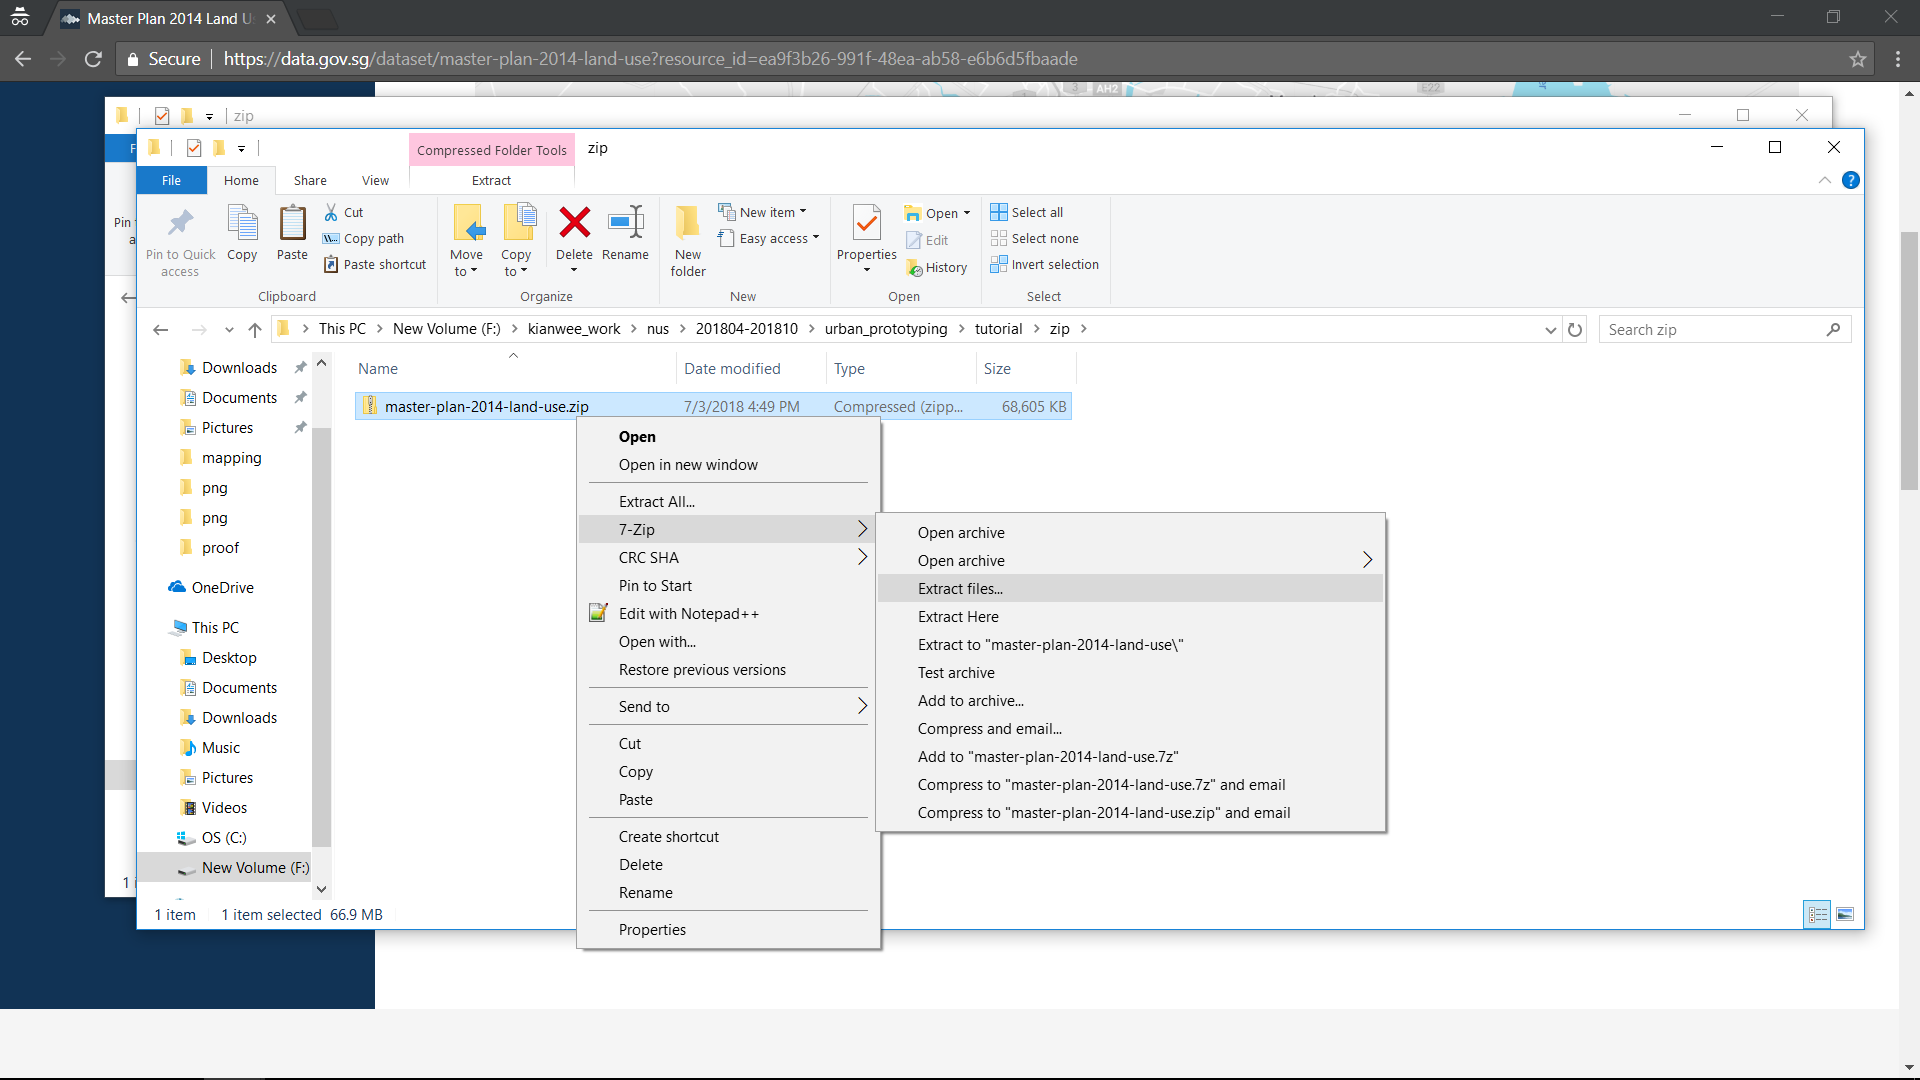 Master Plan 2014 Land U
Secure
https://data.gov.sg/dataset/master-plan-2014-land-use?resource_id=ea9f3b26-991f-48ea-ab58-e6b6d5fbaade
3
AH2
E22
zip
Compressed Folder Tools
zip
File
Home
Share
View
Extract
Pin to Quick access
Copy
Paste
Cut
Copy path
Paste shortcut
Clipboard
Move to
Copy to
Delete
Rename
Organize
New folder
New item
Easy access
New
Properties
Open
Edit
History
Open
Select all
Select none
Invert selection
Select
This PC > New Volume (F:) > kianwee_work > nus > 201804-201810 > urban_prototyping > tutorial > zip >
Search zip
Name
Date modified
Type
Size
master-plan-2014-land-use.zip
7/3/2018 4:49 PM
Compressed (zipp...
68,605 KB
Downloads
Documents
Pictures
mapping
png
png
proof
OneDrive
This PC
Desktop
Documents
Downloads
Music
Pictures
Videos
OS (C:)
New Volume (F:)
Open
Open in new window
Extract All...
7-Zip
CRC SHA
Pin to Start
Edit with Notepad++
Open with...
Restore previous versions
Send to
Cut
Copy
Paste
Create shortcut
Delete
Rename
Properties
Open archive
Open archive
Extract files...
Extract Here
Extract to "master-plan-2014-land-use\"
Test archive
Add to archive...
Compress and email...
Add to "master-plan-2014-land-use.7z"
Compress to "master-plan-2014-land-use.7z" and email
Compress to "master-plan-2014-land-use.zip" and email
1 item
1 item selected 66.9 MB